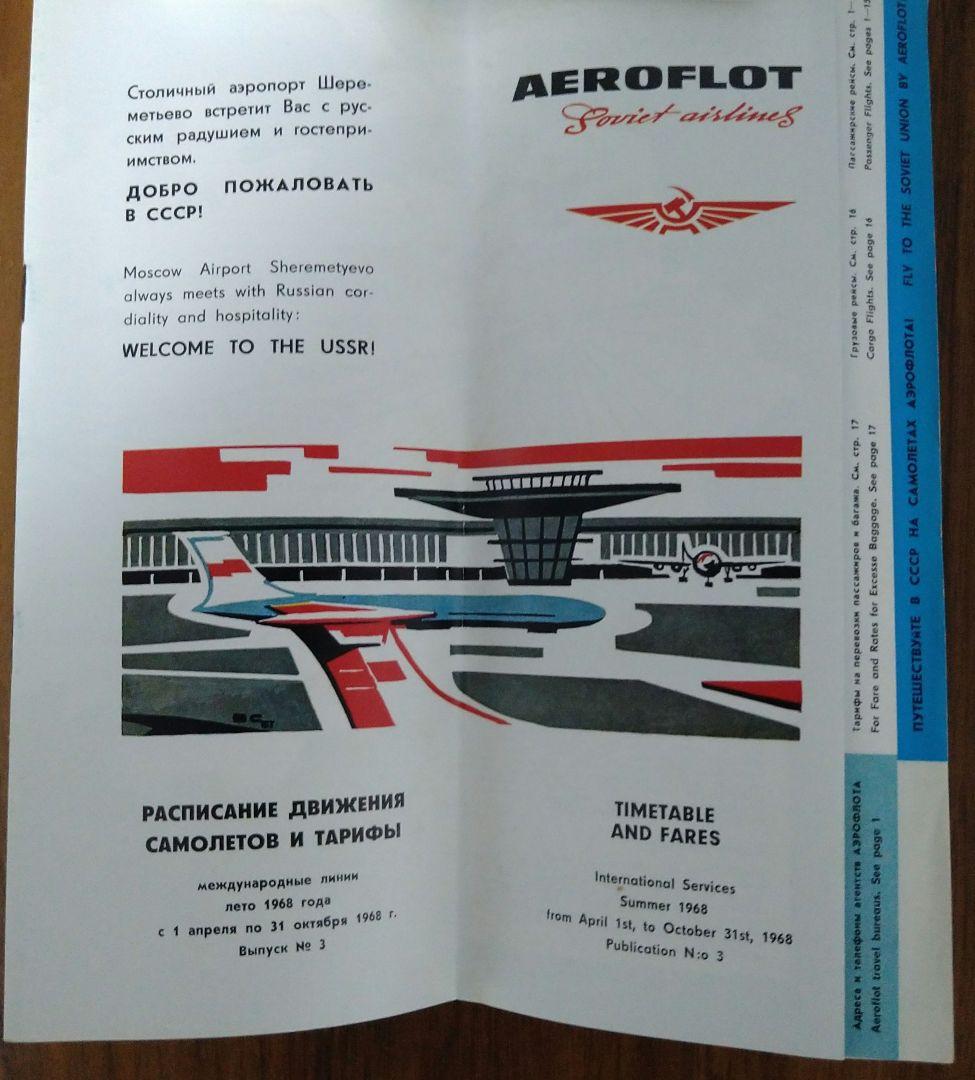 Столичный аэропорт Шере-
метьево встретит Вас с рус-
ским радушием и гостепри-
имством.
ДОБРО ПОЖАЛОВАТЬ
В СССР!
Moscow Airport Sheremetyevo
always meets with Russian cor-
diality and hospitality:
WELCOME TO THE USSR!
AEROFLOT
Soviet airlines
РАСПИСАНИЕ ДВИЖЕНИЯ
САМОЛЕТОВ И ТАРИФЫ
международные линии
лето 1968 года
с 1 апреля по 31 октября 1968 г.
Выпуск № 3
TIMETABLE
AND FARES
International Services
Summer 1968
from April 1st, to October 31st, 1968
Publication N:o 3
Адреса и телефоны агентств АЭРОФЛОТА
Aeroflot travel bureaus. See page 1
Тарифы на перевозки пассажиров и багажа. См. стр. 17
For Fare and Rates for Excesse Baggage. See page 17
Грузовые рейсы. См. стр. 16
Cargo Flights. See page 16
Пассажирские рейсы. См. стр. 1—
Passenger Flights. See pages 1—15
ПУТЕШЕСТВУЙТЕ В СССР НА САМОЛЕТАХ АЭРОФЛОТА!
FLY TO THE SOVIET UNION BY AEROFLOT